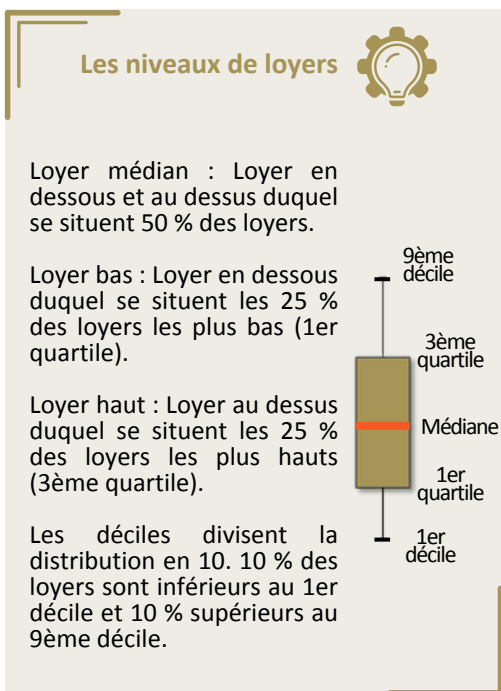 Les niveaux de loyers
Loyer médian : Loyer en
dessous et au dessus duquel
se situent 50 % des loyers.
Loyer bas : Loyer en dessous
duquel se situent les 25 %
des loyers les plus bas (1er
quartile).
Loyer haut : Loyer au dessus
duquel se situent les 25 %
des loyers les plus hauts
(3ème quartile).
Les déciles divisent la
distribution en 10. 10 % des
loyers sont inférieurs au 1er
décile et 10 % supérieurs au
9ème décile.
9ème
décile
3ème
quartile
Médiane
1er
quartile
1er
décile